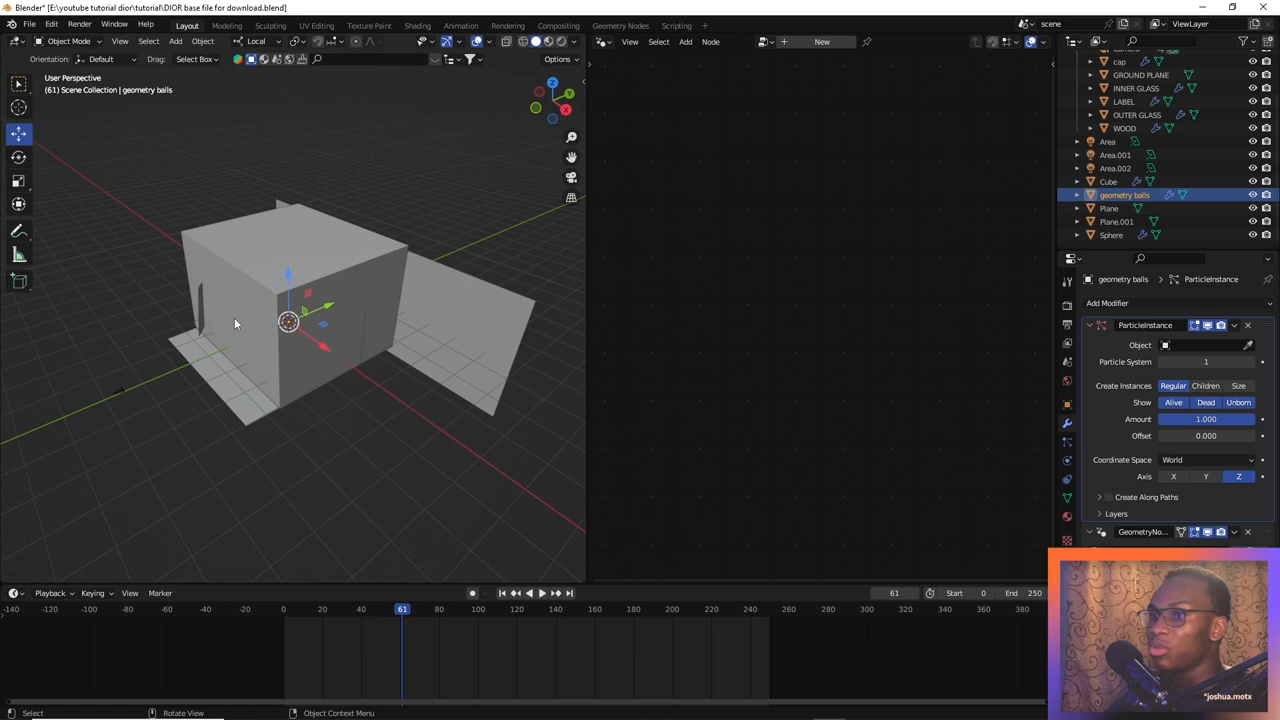 Blender* [E:\youtube tutorial dior\tutorial\DIOR base file for download.blend]
File Edit Render Window Help Layout Modeling Sculpting UV Editing Texture Paint Shading Animation Rendering Compositing Geometry Nodes Scripting scene ViewLayer
Object Mode View Select Add Object Local View Select Add Node New
Orientation: Default Drag: Select Box Options
User Perspective
(61) Scene Collection | geometry balls
Z
Y
X
cap
GROUND PLANE
INNER GLASS
LABEL
OUTER GLASS
WOOD
Area
Area.001
Area.002
Cube
geometry balls
Plane
Plane.001
Sphere
geometry balls ParticleInstance
Add Modifier
ParticleInstance
Object
Particle System 1
Create Instances Regular Children Size
Show Alive Dead Unborn
Amount 1.000
Offset 0.000
Coordinate Space World
Axis X Y Z
Create Along Paths
Layers
GeometryNo...
Playback Keying View Marker 61 Start 0 End 250
-140 -120 -100 -80 -60 -40 -20 0 20 40 61 80 100 120 140 160 180 200 220 240 260 280 300 320 340 360 380
Select Rotate View Object Context Menu
*joshua.motx